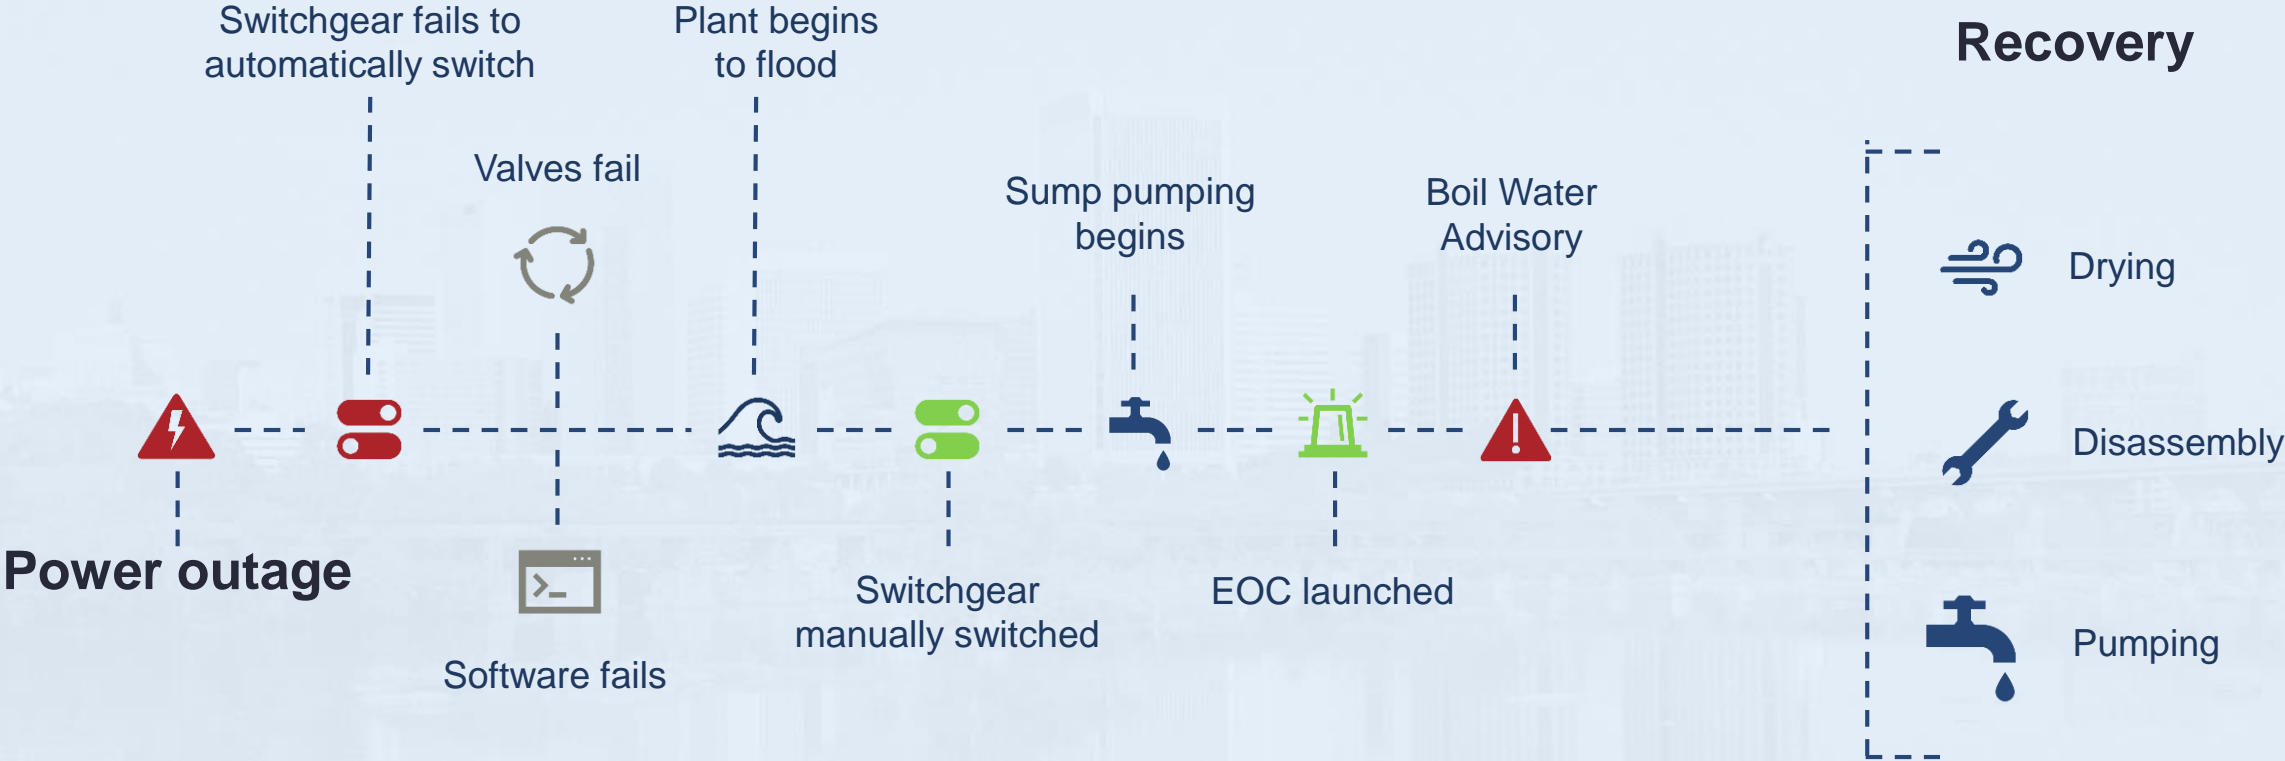 Switchgear fails to
automatically switch
Plant begins
to flood
Recovery
Valves fail
Sump pumping
begins
Boil Water
Advisory
Drying
Disassembly
Power outage
Switchgear
manually switched
EOC launched
Pumping
Software fails